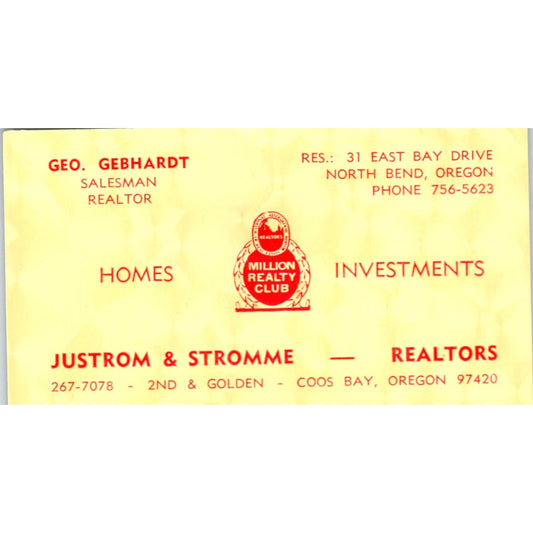 GEO. GEBHARDT
SALESMAN
REALTOR
RES.: 31 EAST BAY DRIVE
NORTH BEND, OREGON
PHONE 756-5623
HOMES
REALTORS
MILLION
REALTY
CLUB
INVESTMENTS
JUSTROM & STROMME — REALTORS
267-7078 - 2ND & GOLDEN - COOS BAY, OREGON 97420